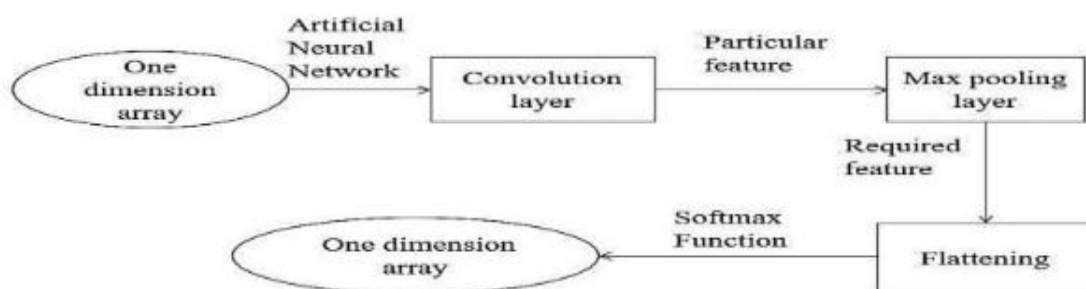 One
dimension
array
Artificial
Neural
Network
Convolution
layer
Particular
feature
Max pooling
layer
Required
feature
Flattening
Softmax
Function
One dimension
array